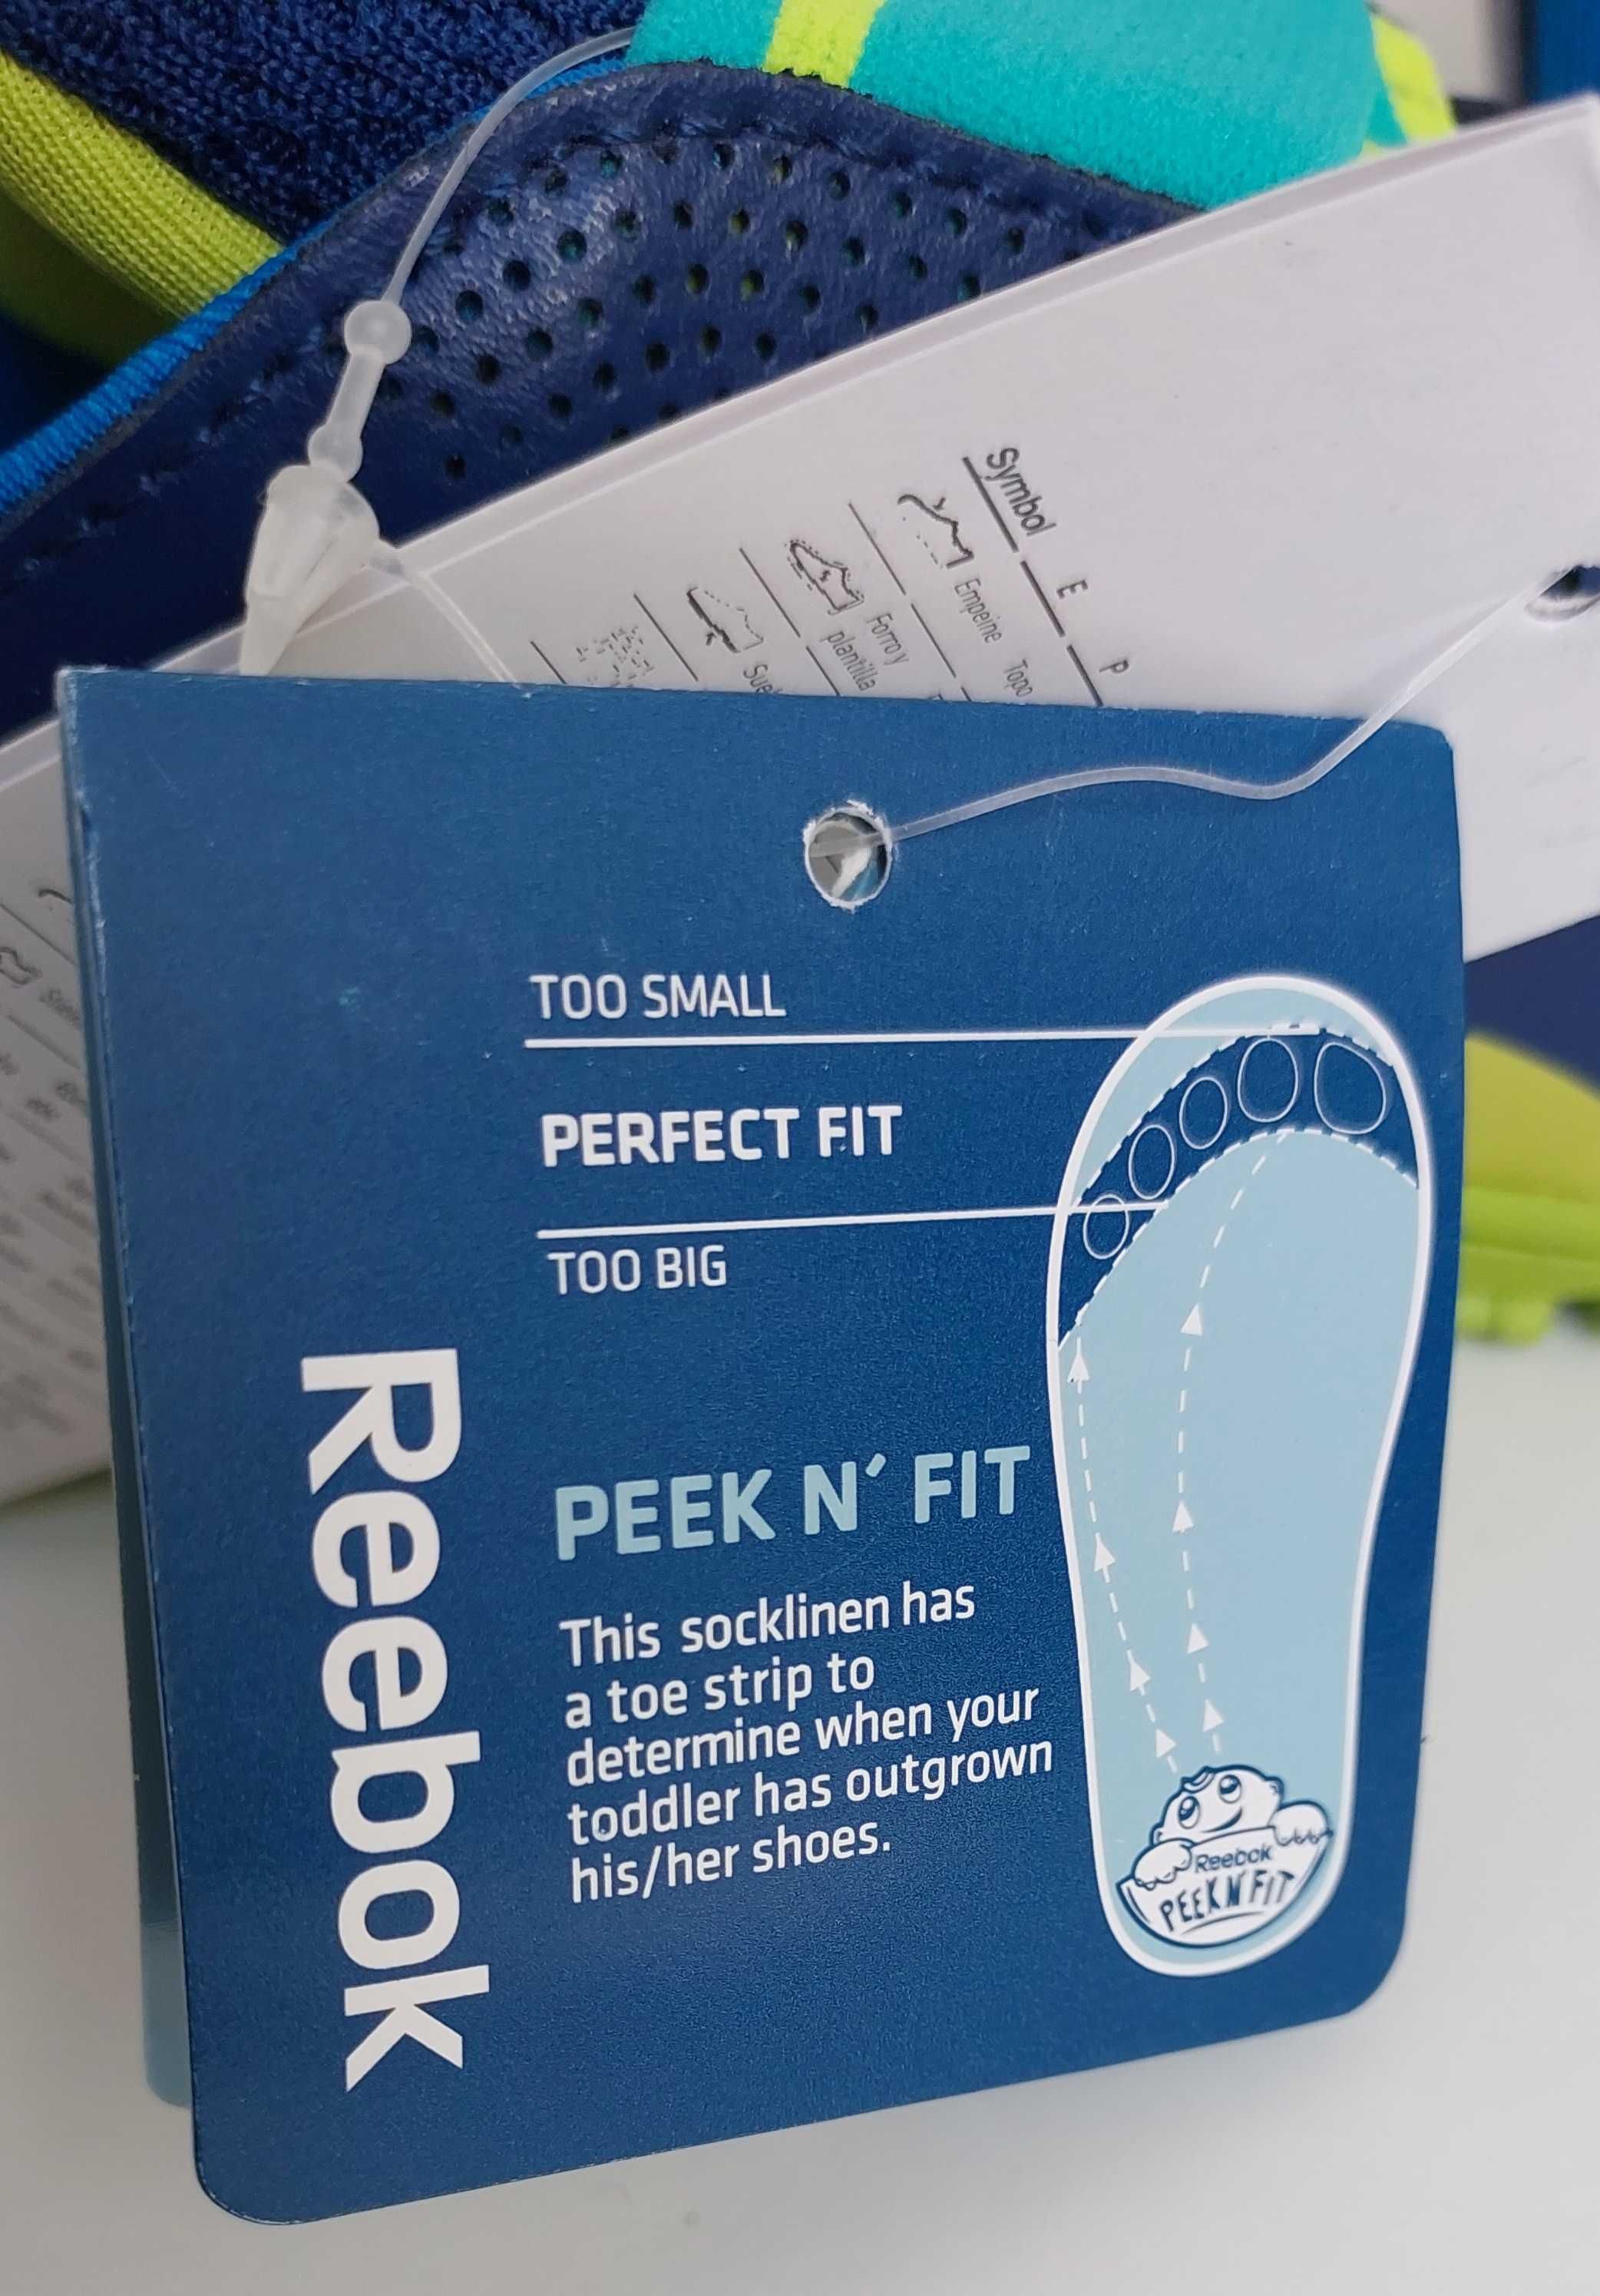 Symbol E P
Empeine Topo
Forro y
plantilla
TOO SMALL
PERFECT FIT
TOO BIG
Reebok
PEEK N' FIT
This socklinen has
a toe strip to
determine when your
toddler has outgrown
his/her shoes.
Reebok
PEEK N' FIT